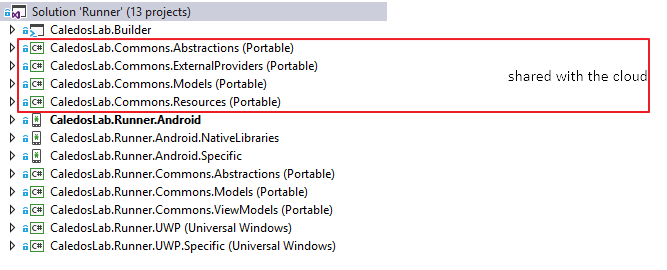 Solution 'Runner' (13 projects)
CaledosLab.Builder
CaledosLab.Commons.Abstractions (Portable)
CaledosLab.Commons.ExternalProviders (Portable)
shared with the cloud
CaledosLab.Commons.Models (Portable)
CaledosLab.Commons.Resources (Portable)
CaledosLab.Runner.Android
CaledosLab.Runner.Android.NativeLibraries
CaledosLab.Runner.Android.Specific
CaledosLab.Runner.Commons.Abstractions (Portable)
CaledosLab.Runner.Commons.Models (Portable)
CaledosLab.Runner.Commons.ViewModels (Portable)
CaledosLab.Runner.UWP (Universal Windows)
CaledosLab.Runner.UWP.Specific (Universal Windows)